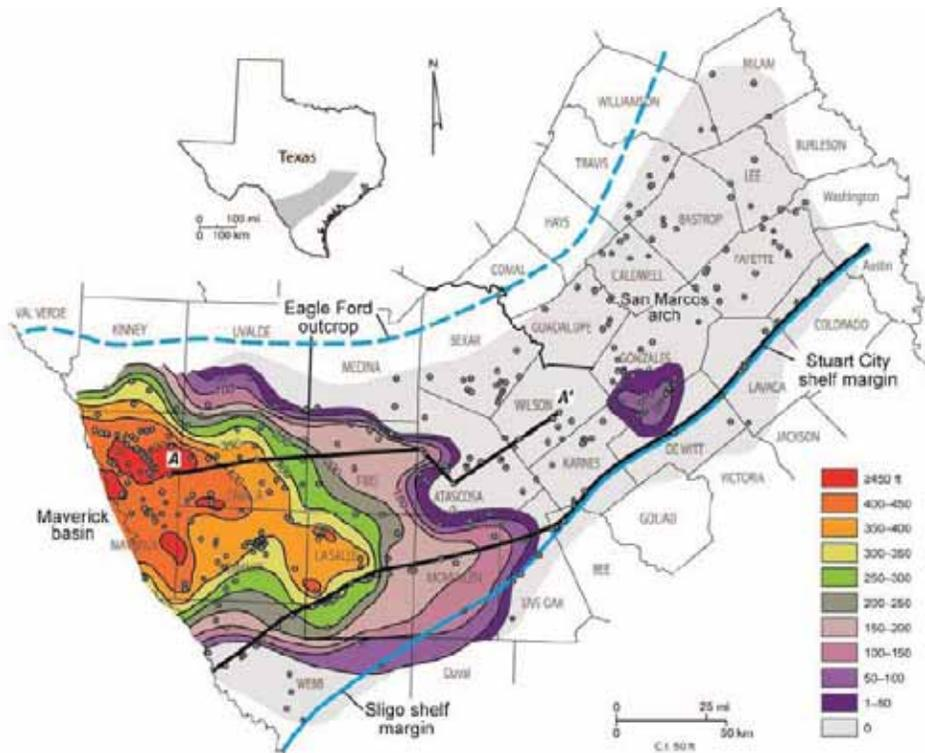 N
Texas
0 100 mi
0 100 km
MILAM
WILLIAMSON
BURLESON
TRAVIS
LEE
Washington
BASTROP
HAYS
Austin
FAYETTE
COMAL
CALDWELL
San Marcos
arch
COLORADO
Eagle Ford
outcrop
VAL VERDE
KINNEY
UVALDE
BEXAR
GUADALUPE
MEDINA
GONZALES
Stuart City
shelf margin
LAVACA
WILSON
A'
DE WITT
JACKSON
A
FRIO
KARNES
VICTORIA
ATASCOSA
GOLIAD
Maverick
basin
LA SALLE
McMULLEN
BEE
LIVE OAK
Duval
WEBB
Sligo shelf
margin
≥450 ft
400–450
350–400
300–350
250–300
200–250
150–200
100–150
50–100
1–50
0
0 25 mi
0 50 km
C.I. 50 ft